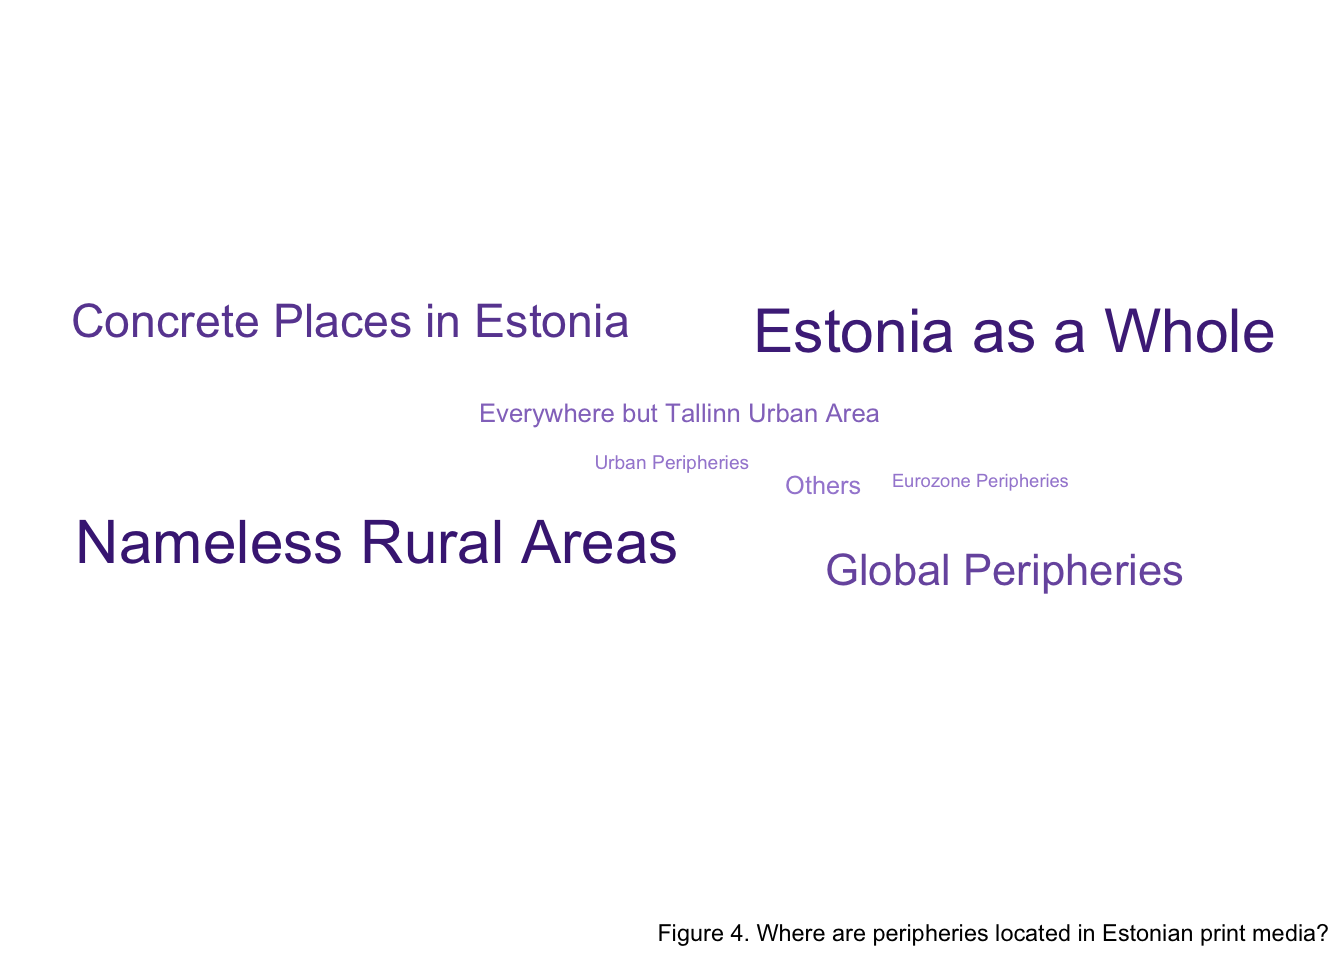 Concrete Places in Estonia
Estonia as a Whole
Everywhere but Tallinn Urban Area
Urban Peripheries
Others
Eurozone Peripheries
Nameless Rural Areas
Global Peripheries
Figure 4. Where are peripheries located in Estonian print media?